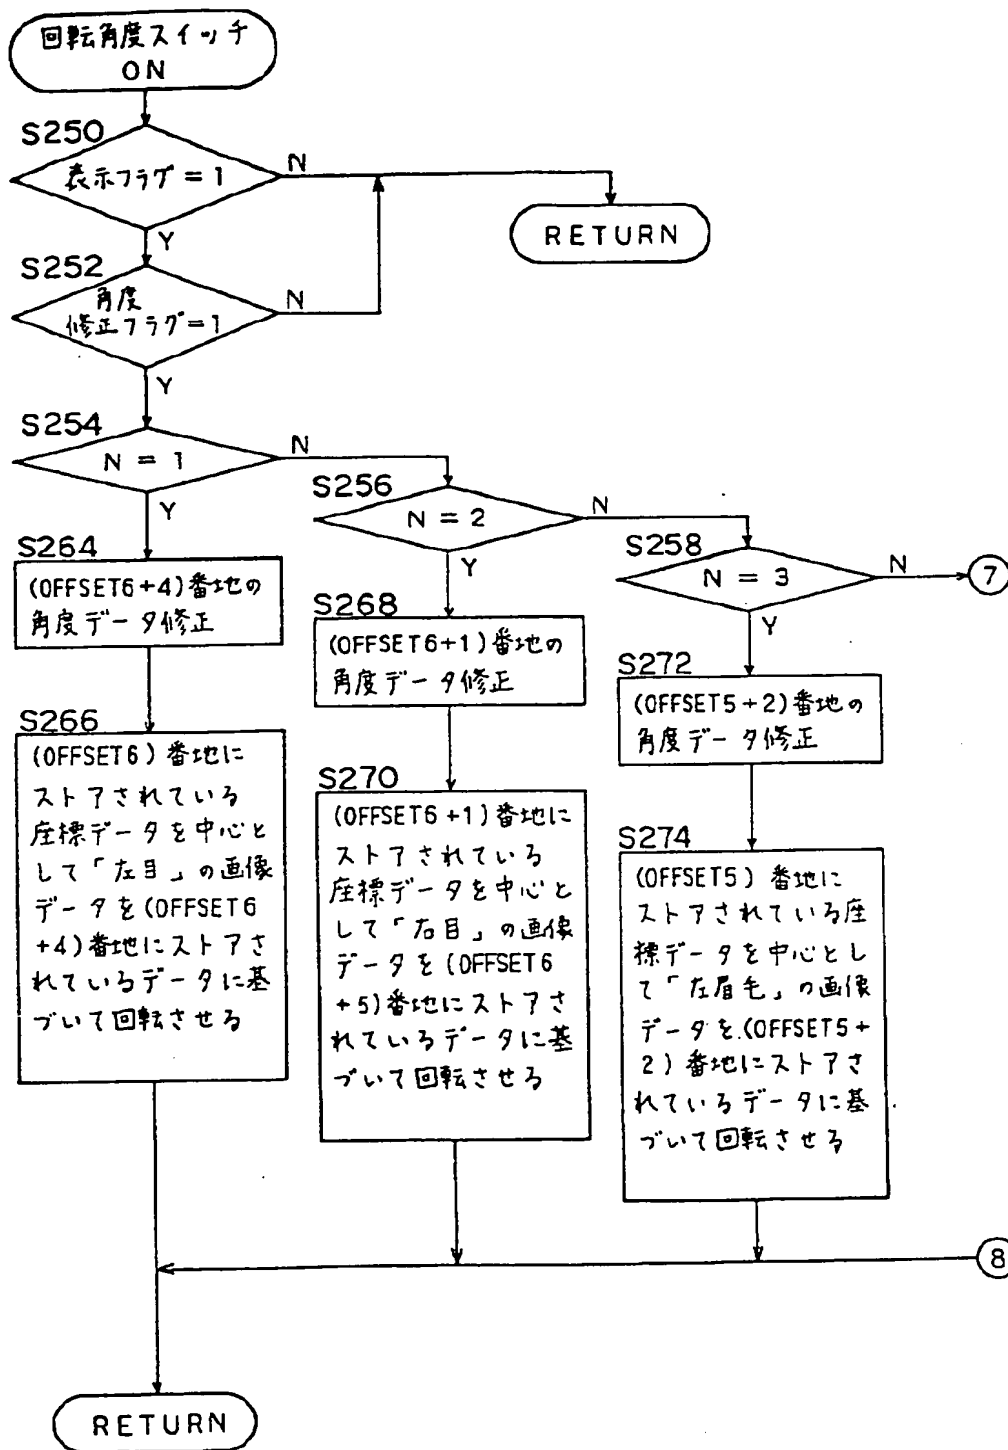 回転角度スイッチ
ON
S250
表示フラグ=1
N
Y
RETURN
S252
角度
修正フラグ=1
N
Y
S254
N = 1
N
Y
S256
N = 2
N
Y
S258
N = 3
N
Y
7
S264
(OFFSET6+4)番地の
角度データ修正
S266
(OFFSET6)番地に
ストアされている
座標データを中心と
して「左目」の画像
データを(OFFSET6
+4)番地にストアさ
れているデータに基
づいて回転させる
S268
(OFFSET6+1)番地の
角度データ修正
S270
(OFFSET6+1)番地に
ストアされている
座標データを中心と
して「右目」の画像
データを(OFFSET6
+5)番地にストアさ
れているデータに基
づいて回転させる
S272
(OFFSET5+2)番地の
角度データ修正
S274
(OFFSET5)番地に
ストアされている座
標データを中心とし
て「左眉毛」の画像
データを(OFFSET5+
2)番地にストアさ
れているデータに基
づいて回転させる
8
RETURN